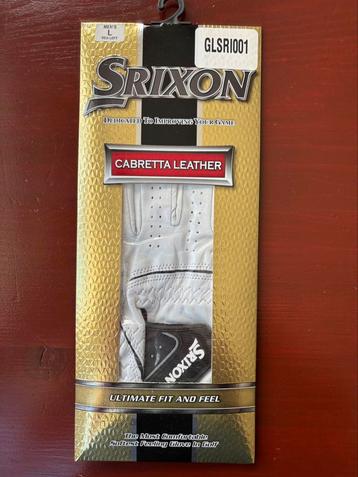 MEN'S
L
GLSRI001
SRIXON
DEDICATED TO IMPROVING YOUR GAME
CABRETTA LEATHER
SRIXON
ULTIMATE FIT AND FEEL
The Most Comfortable
Softest Feeling Glove In Golf